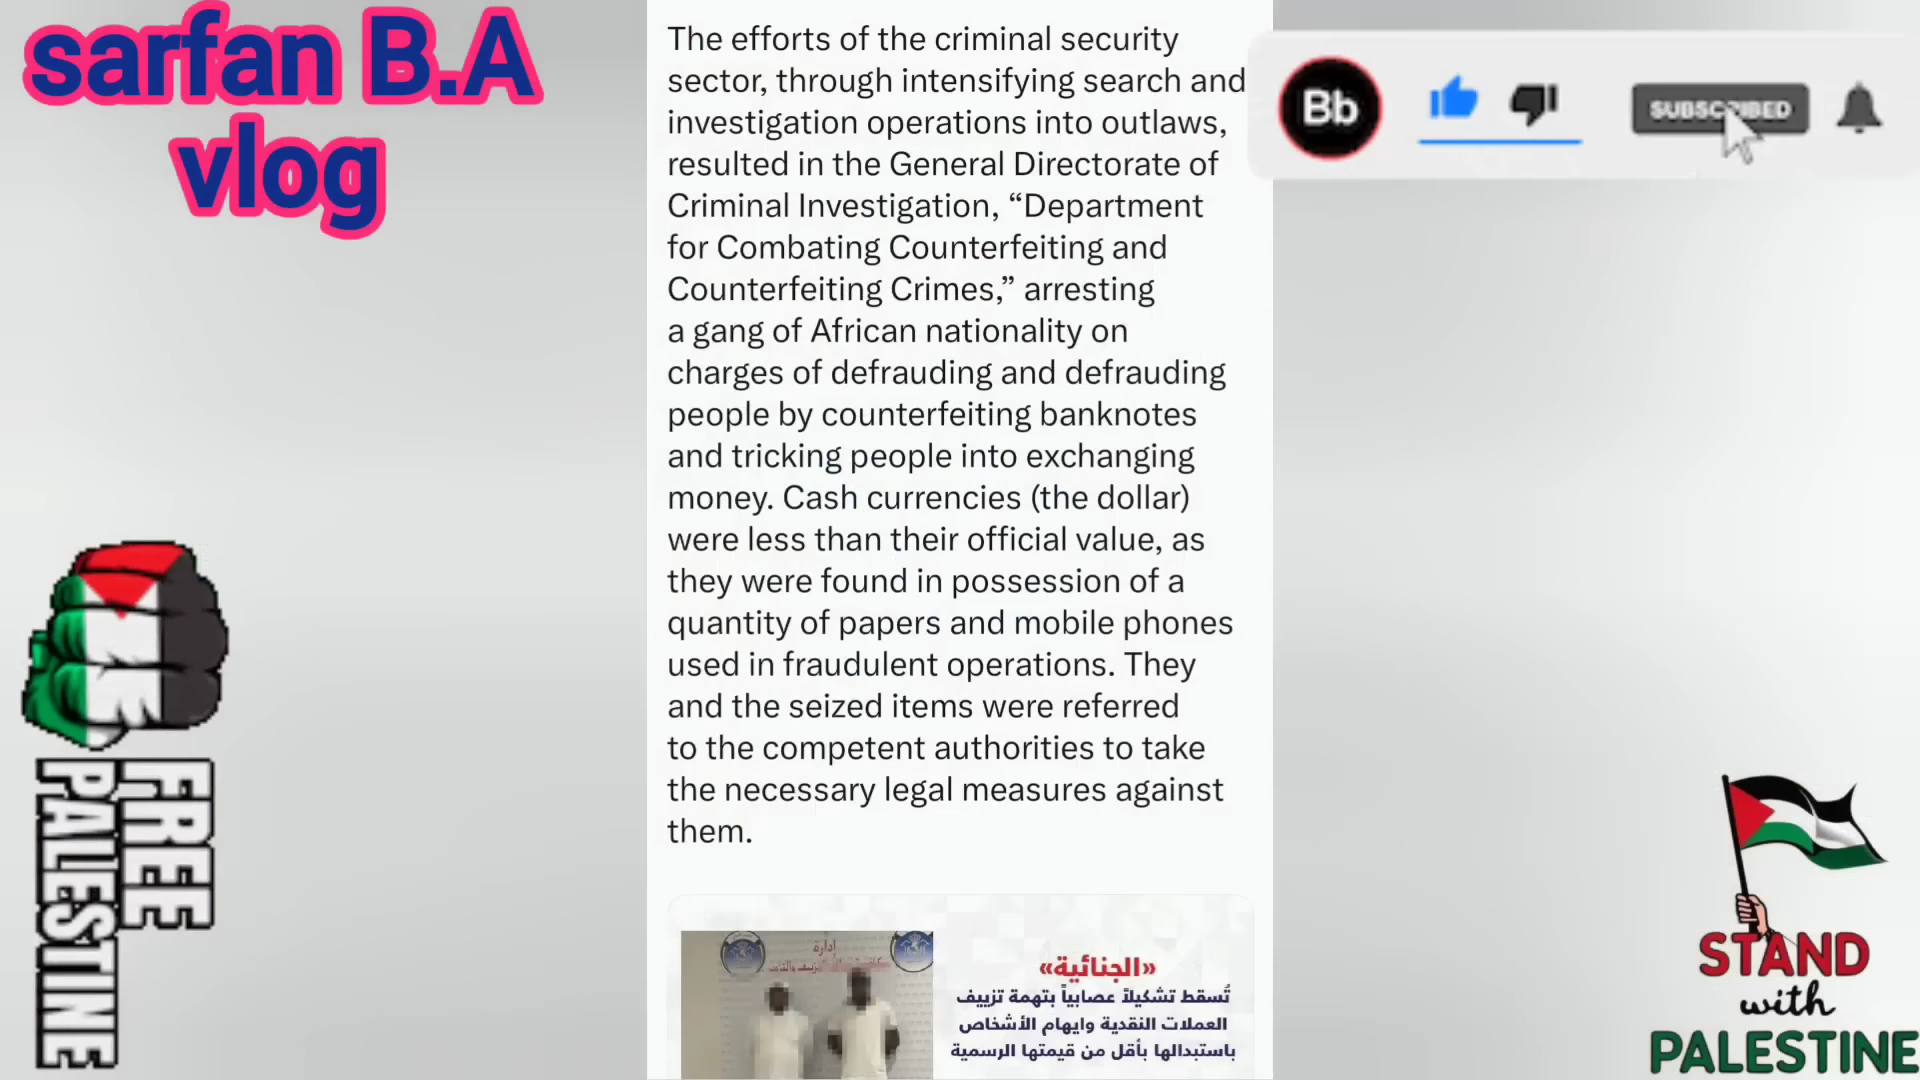 sarfan B.A
vlog
The efforts of the criminal security
sector, through intensifying search and
investigation operations into outlaws,
resulted in the General Directorate of
Criminal Investigation, “Department
for Combating Counterfeiting and
Counterfeiting Crimes,” arresting
a gang of African nationality on
charges of defrauding and defrauding
people by counterfeiting banknotes
and tricking people into exchanging
money. Cash currencies (the dollar)
were less than their official value, as
they were found in possession of a
quantity of papers and mobile phones
used in fraudulent operations. They
and the seized items were referred
to the competent authorities to take
the necessary legal measures against
them.
Bb
SUBSCRIBED
FREE
PALESTINE
إدارة
«الجنائية»
تُسقط تشكيلاً عصابياً بتهمة تزييف
العملات النقدية وايهام الأشخاص
باستبدالها بأقل من قيمتها الرسمية
STAND
with
PALESTINE